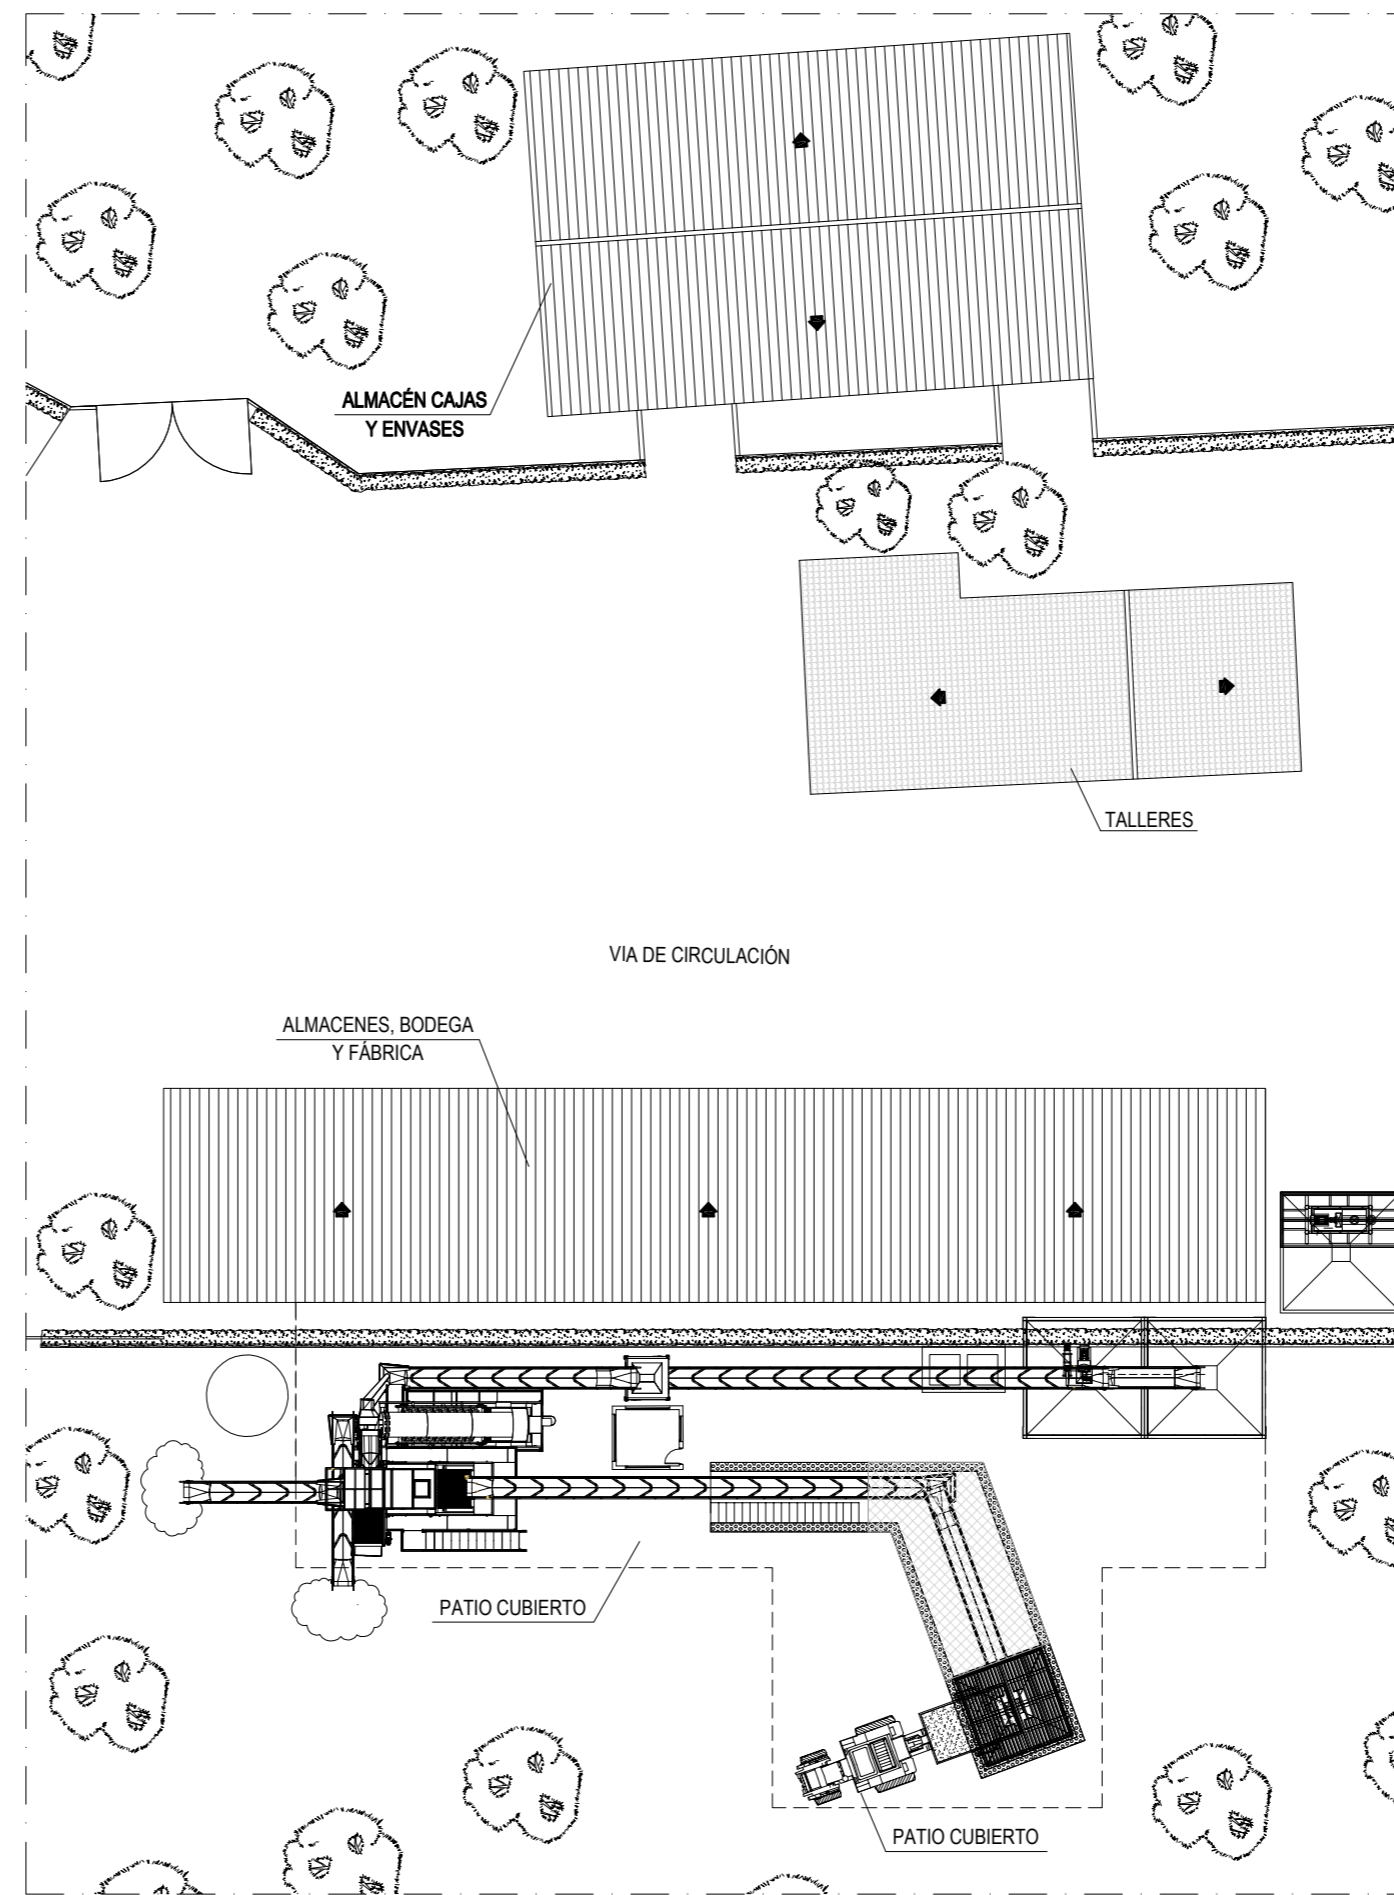 ALMACÉN CAJAS
Y ENVASES
TALLERES
VIA DE CIRCULACIÓN
ALMACENES, BODEGA
Y FÁBRICA
PATIO CUBIERTO
PATIO CUBIERTO